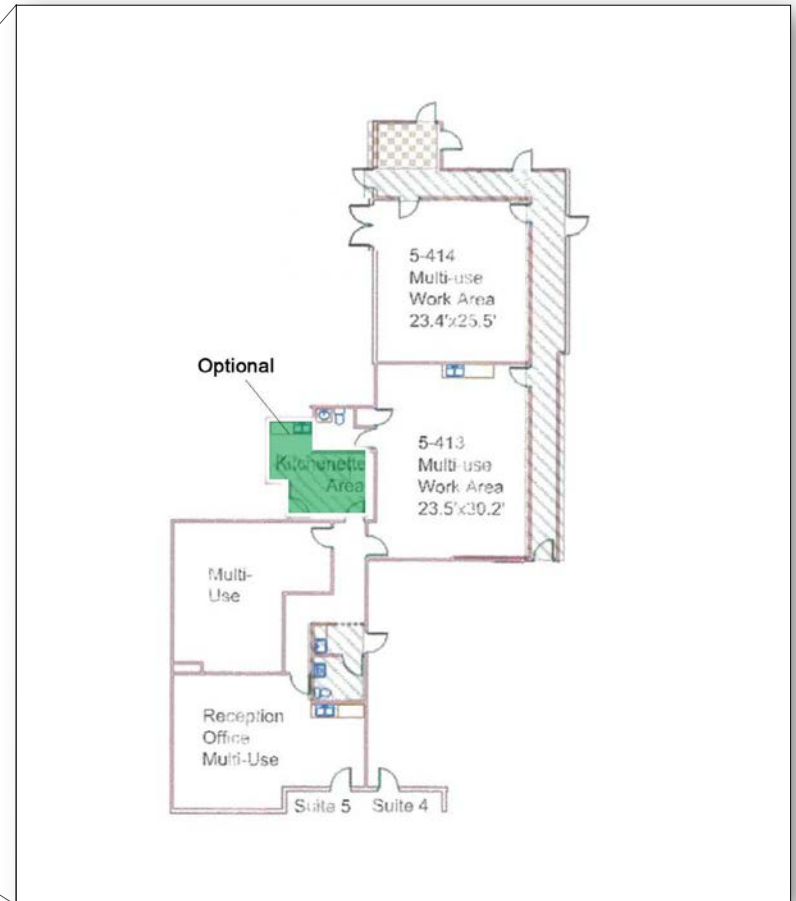 5-414
Multi-use
Work Area
23.4'x25.5'
Optional
5-413
Multi-use
Work Area
23.5'x30.2'
Kitchenette
Area
Multi-
Use
Reception
Office
Multi-Use
Suite 5
Suite 4